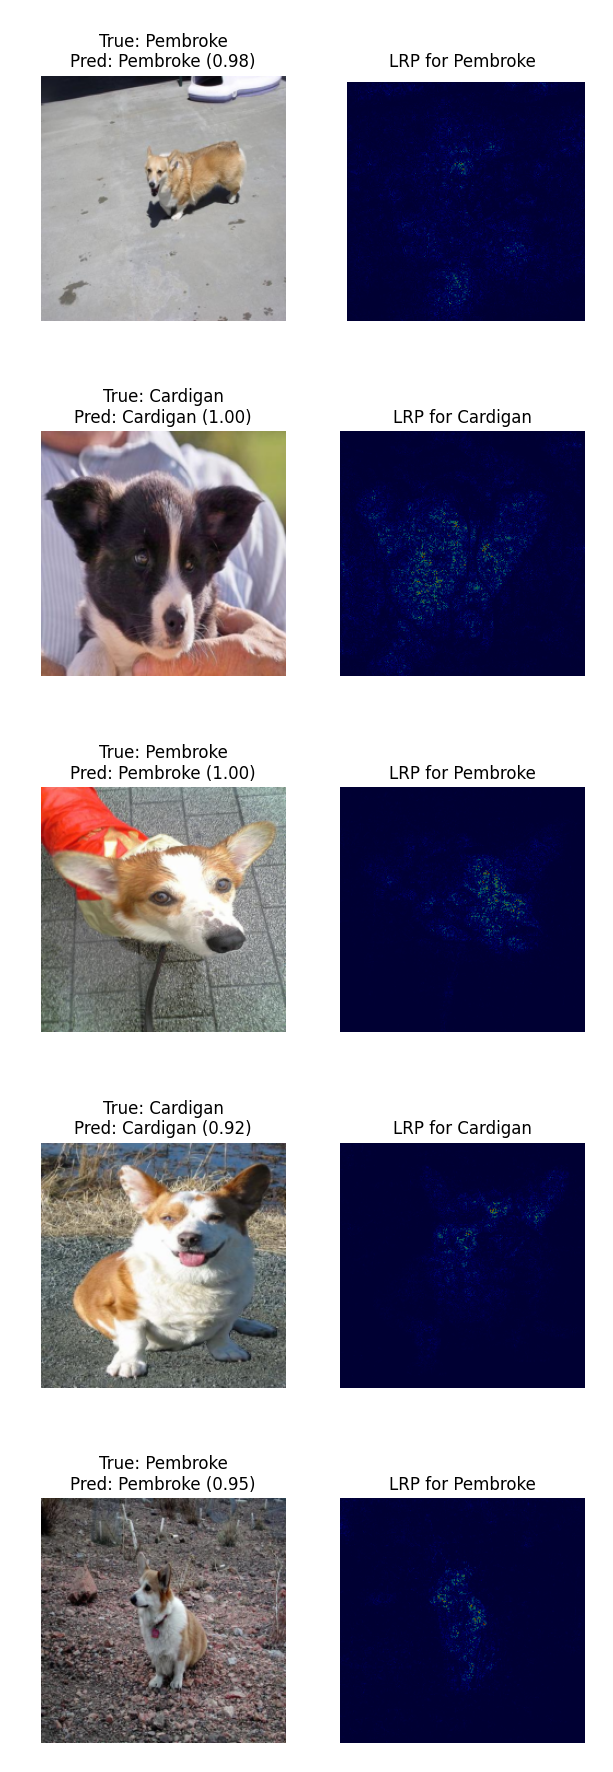 True: Pembroke
Pred: Pembroke (0.98)
LRP for Pembroke
True: Cardigan
Pred: Cardigan (1.00)
LRP for Cardigan
True: Pembroke
Pred: Pembroke (1.00)
LRP for Pembroke
True: Cardigan
Pred: Cardigan (0.92)
LRP for Cardigan
True: Pembroke
Pred: Pembroke (0.95)
LRP for Pembroke